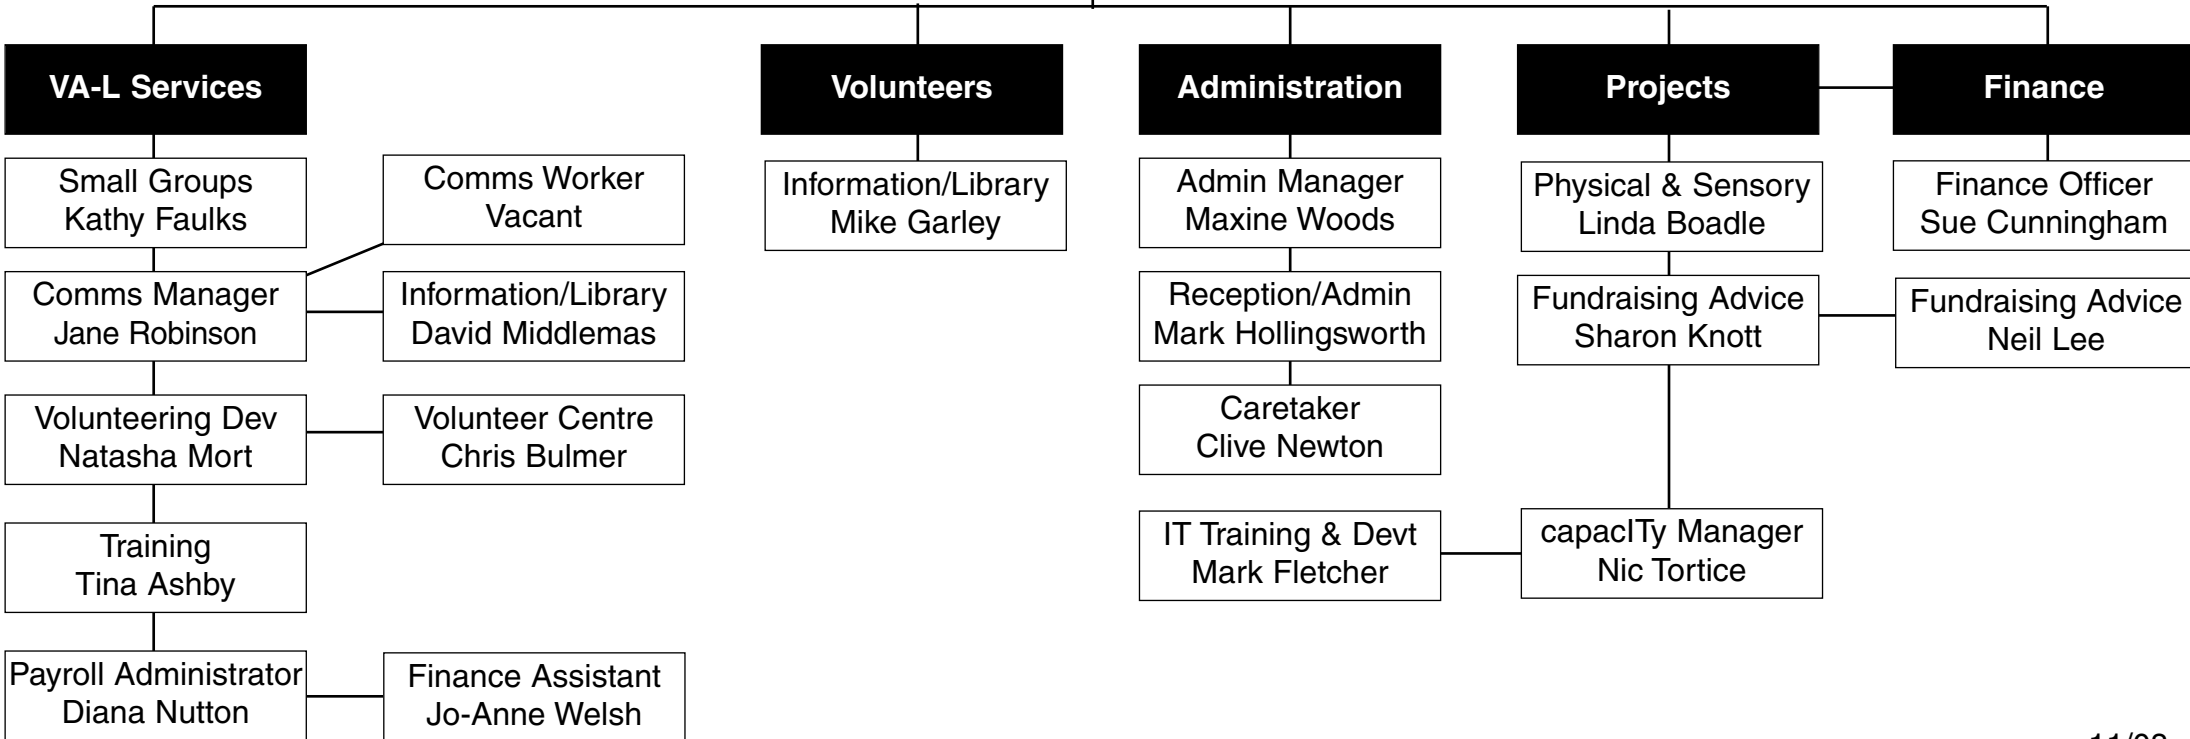 VA-L Services
Volunteers
Administration
Projects
Finance
Small Groups
Kathy Faulks
Comms Worker
Vacant
Information/Library
Mike Garley
Admin Manager
Maxine Woods
Physical & Sensory
Linda Boadle
Finance Officer
Sue Cunningham
Comms Manager
Jane Robinson
Information/Library
David Middlemas
Reception/Admin
Mark Hollingsworth
Fundraising Advice
Sharon Knott
Fundraising Advice
Neil Lee
Volunteering Dev
Natasha Mort
Volunteer Centre
Chris Bulmer
Caretaker
Clive Newton
Training
Tina Ashby
IT Training & Devt
Mark Fletcher
capacITy Manager
Nic Tortice
Payroll Administrator
Diana Nutton
Finance Assistant
Jo-Anne Welsh